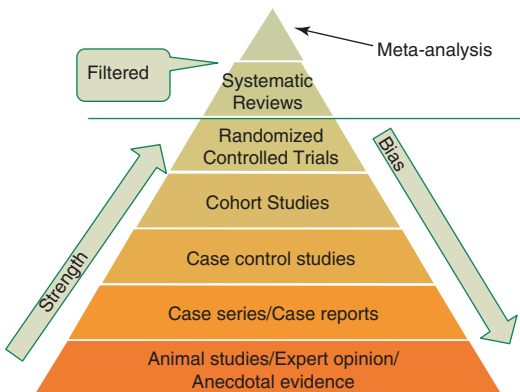 Meta-analysis
Filtered
Systematic
Reviews
Randomized
Controlled Trials
Bias
Cohort Studies
Case control studies
Strength
Case series/Case reports
Animal studies/Expert opinion/
Anecdotal evidence